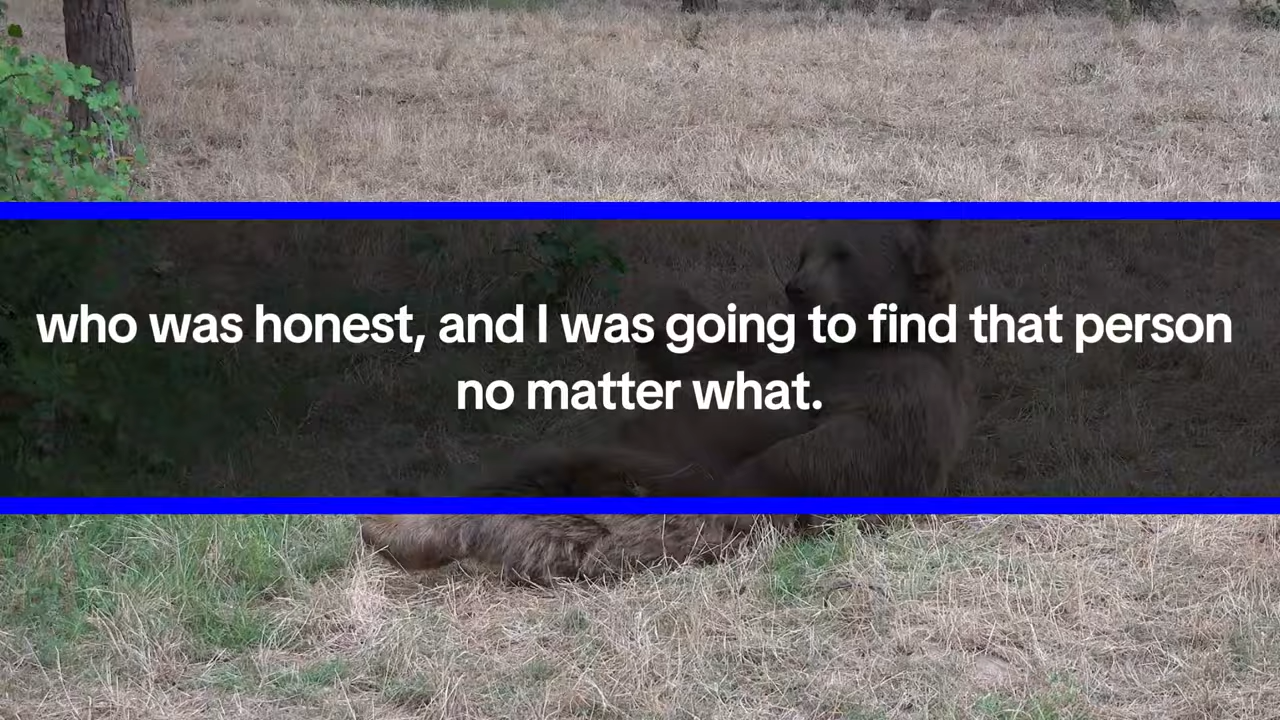 who was honest, and I was going to find that person
no matter what.